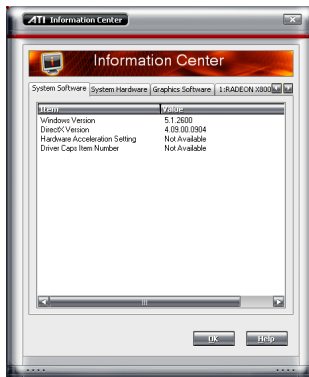 ATI Information Center
Information Center
System Software System Hardware Graphics Software 1:RADEON X800
Item Value
Windows Version 5.1.2600
DirectX Version 4.09.00.0904
Hardware Acceleration Setting Not Available
Driver Caps Item Number Not Available
OK Help